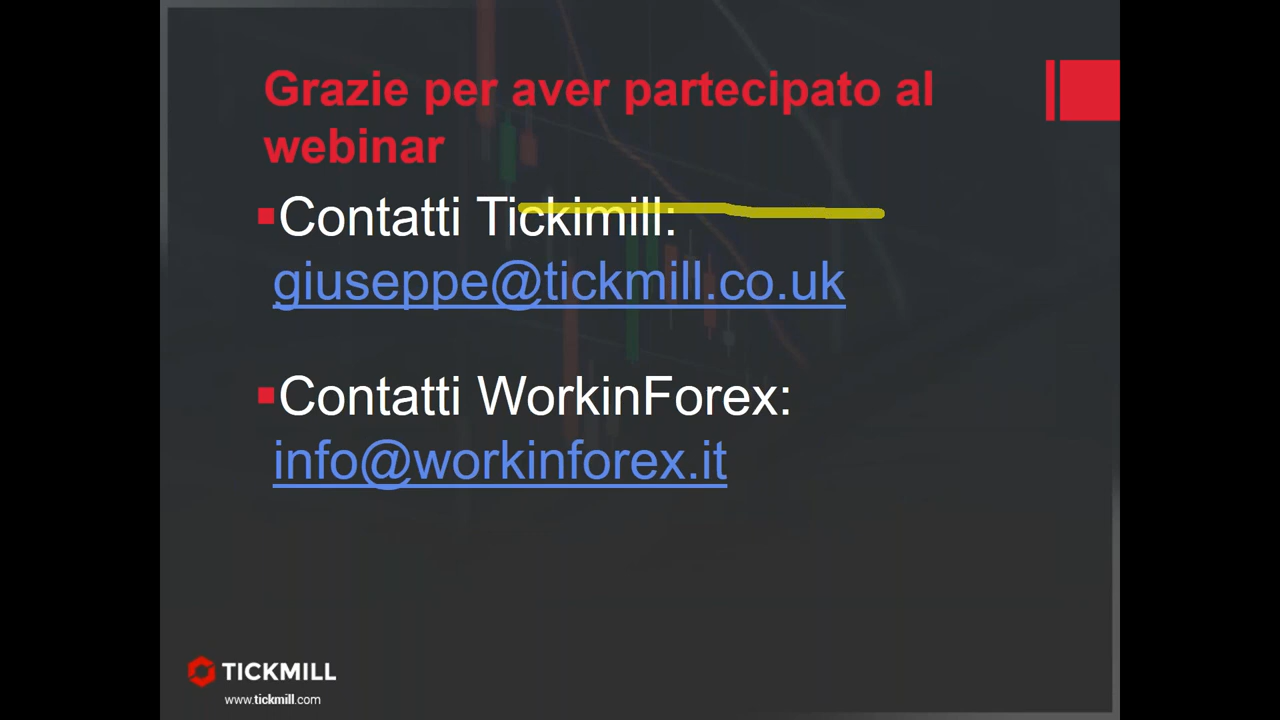 Grazie per aver partecipato al
webinar
Contatti Tickimill:
giuseppe@tickmill.co.uk
Contatti WorkinForex:
info@workinforex.it
TICKMILL
www.tickmill.com